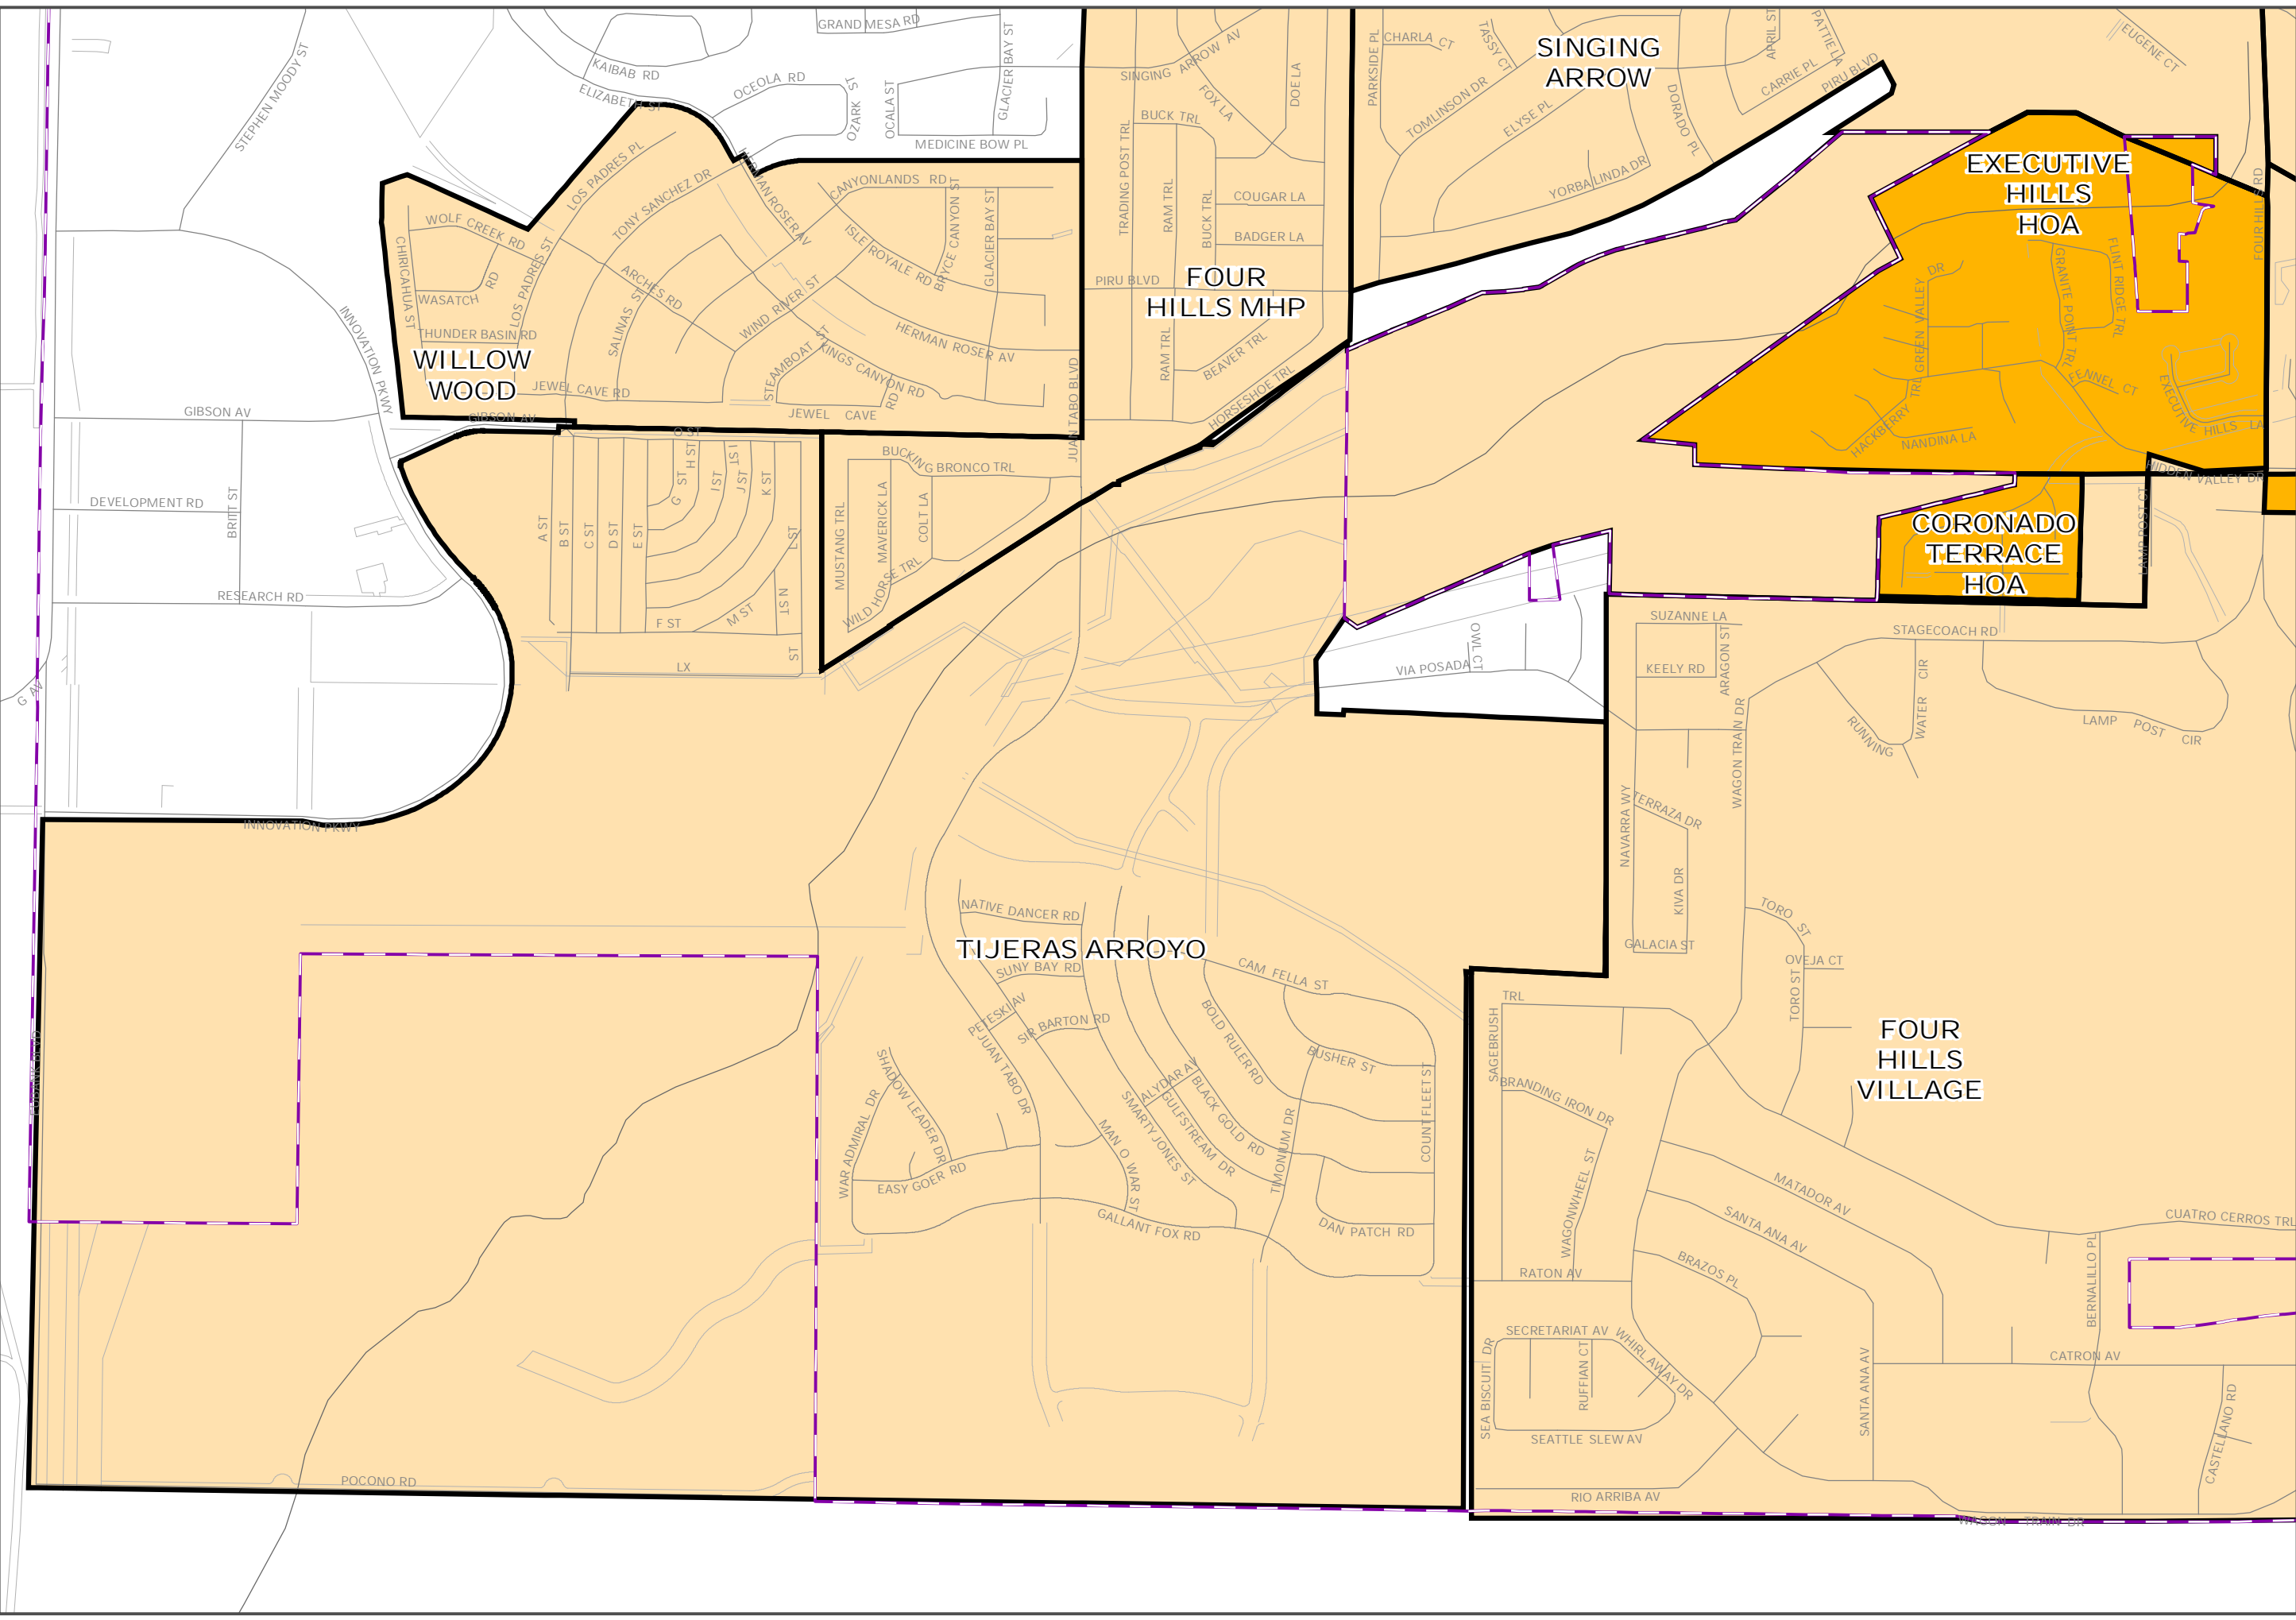 GRAND MESA RD
STEPHEN MOODY ST
KAIBAB RD
ELIZABETH ST
OCEOLA RD
OZARK ST
OCALA ST
GLACIER BAY ST
MEDICINE BOW PL
SINGING ARROW AV
FOX LA
DOE LA
PARKSIDE PL
CHARLA CT
TASSY CT
TOMLINSON DR
ELYSE PL
SINGING
ARROW
APRIL ST
PATTIE LA
CARRIE PL
PIRU BLVD
DORADO PL
YORBA LINDA DR
EUGENE CT
BUCK TRL
TRADING POST TRL
RAM TRL
BUCK TRL
COUGAR LA
BADGER LA
PIRU BLVD
FOUR
HILLS MHP
RAM TRL
BEAVER TRL
HORSESHOE TRL
EXECUTIVE
HILLS
HOA
FOUR HILLS RD
GREEN VALLEY DR
GRANITE POINT TRL
FLINT RIDGE TRL
FENNEL CT
HACKBERRY TRL
NANDINA LA
EXECUTIVE HILLS LA
HIDDEN VALLEY DR
LOS PADRES PL
TONY SANCHEZ DR
HERMAN ROSER AV
CANYONLANDS RD
BRYCE CANYON ST
GLACIER BAY ST
ISLE ROYALE RD
WOLF CREEK RD
CHIRICAHUA ST
WASATCH RD
LOS PADRES ST
THUNDER BASIN RD
WILLOW
WOOD
ARCHES RD
SALINAS ST
WIND RIVER ST
STEAMBOAT ST
HERMAN ROSER AV
KINGS CANYON RD
JEWEL CAVE RD
JEWEL CAVE RD
JUAN TABO BLVD
INNOVATION PKWY
GIBSON AV
GIBSON AV
DEVELOPMENT RD
BRITT ST
RESEARCH RD
G AV
INNOVATION PKWY
O ST
A ST
B ST
C ST
D ST
E ST
G ST
H ST
I ST
I ST
J ST
K ST
L ST
N ST
M ST
F ST
LX ST
BUCKING BRONCO TRL
MUSTANG TRL
MAVERICK LA
COLT LA
WILD HORSE TRL
CORONADO
TERRACE
HOA
LAMP POST CT
VIA POSADA
OWL CT
SUZANNE LA
KEELY RD
ARAGON ST
STAGECOACH RD
RUNNING WATER CIR
LAMP POST CIR
WAGON TRAIN DR
NAVARRA WY
TERRAZA DR
KIVA DR
GALACIA ST
TORO ST
OVEJA CT
TORO ST
FOUR
HILLS
VILLAGE
TIJERAS ARROYO
NATIVE DANCER RD
SUNY BAY RD
PETESKI AV
SIR BARTON RD
JUAN TABO DR
SHADOW LEADER DR
WAR ADMIRAL DR
EASY GOER RD
MAN O WAR ST
GALLANT FOX RD
SMARTY JONES ST
ALYDAR AV
GULFSTREAM DR
BLACK GOLD RD
BOLD RULER RD
CAM FELLA ST
BUSHER ST
TIMONIUM DR
COUNT FLEET ST
DAN PATCH RD
SAGEBRUSH TRL
BRANDING IRON DR
WAGONWHEEL ST
RATON AV
MATADOR AV
SANTA ANA AV
BRAZOS PL
SECRETARIAT AV
SEA BISCUIT DR
RUFFIAN CT
WHIRLAWAY DR
SEATTLE SLEW AV
RIO ARRIBA AV
SANTA ANA AV
CUATRO CERROS TRL
BERNALILLO PL
CATRON AV
CASTELLANO RD
WAGON TRAIN DR
EUBANK BLVD
POCONO RD